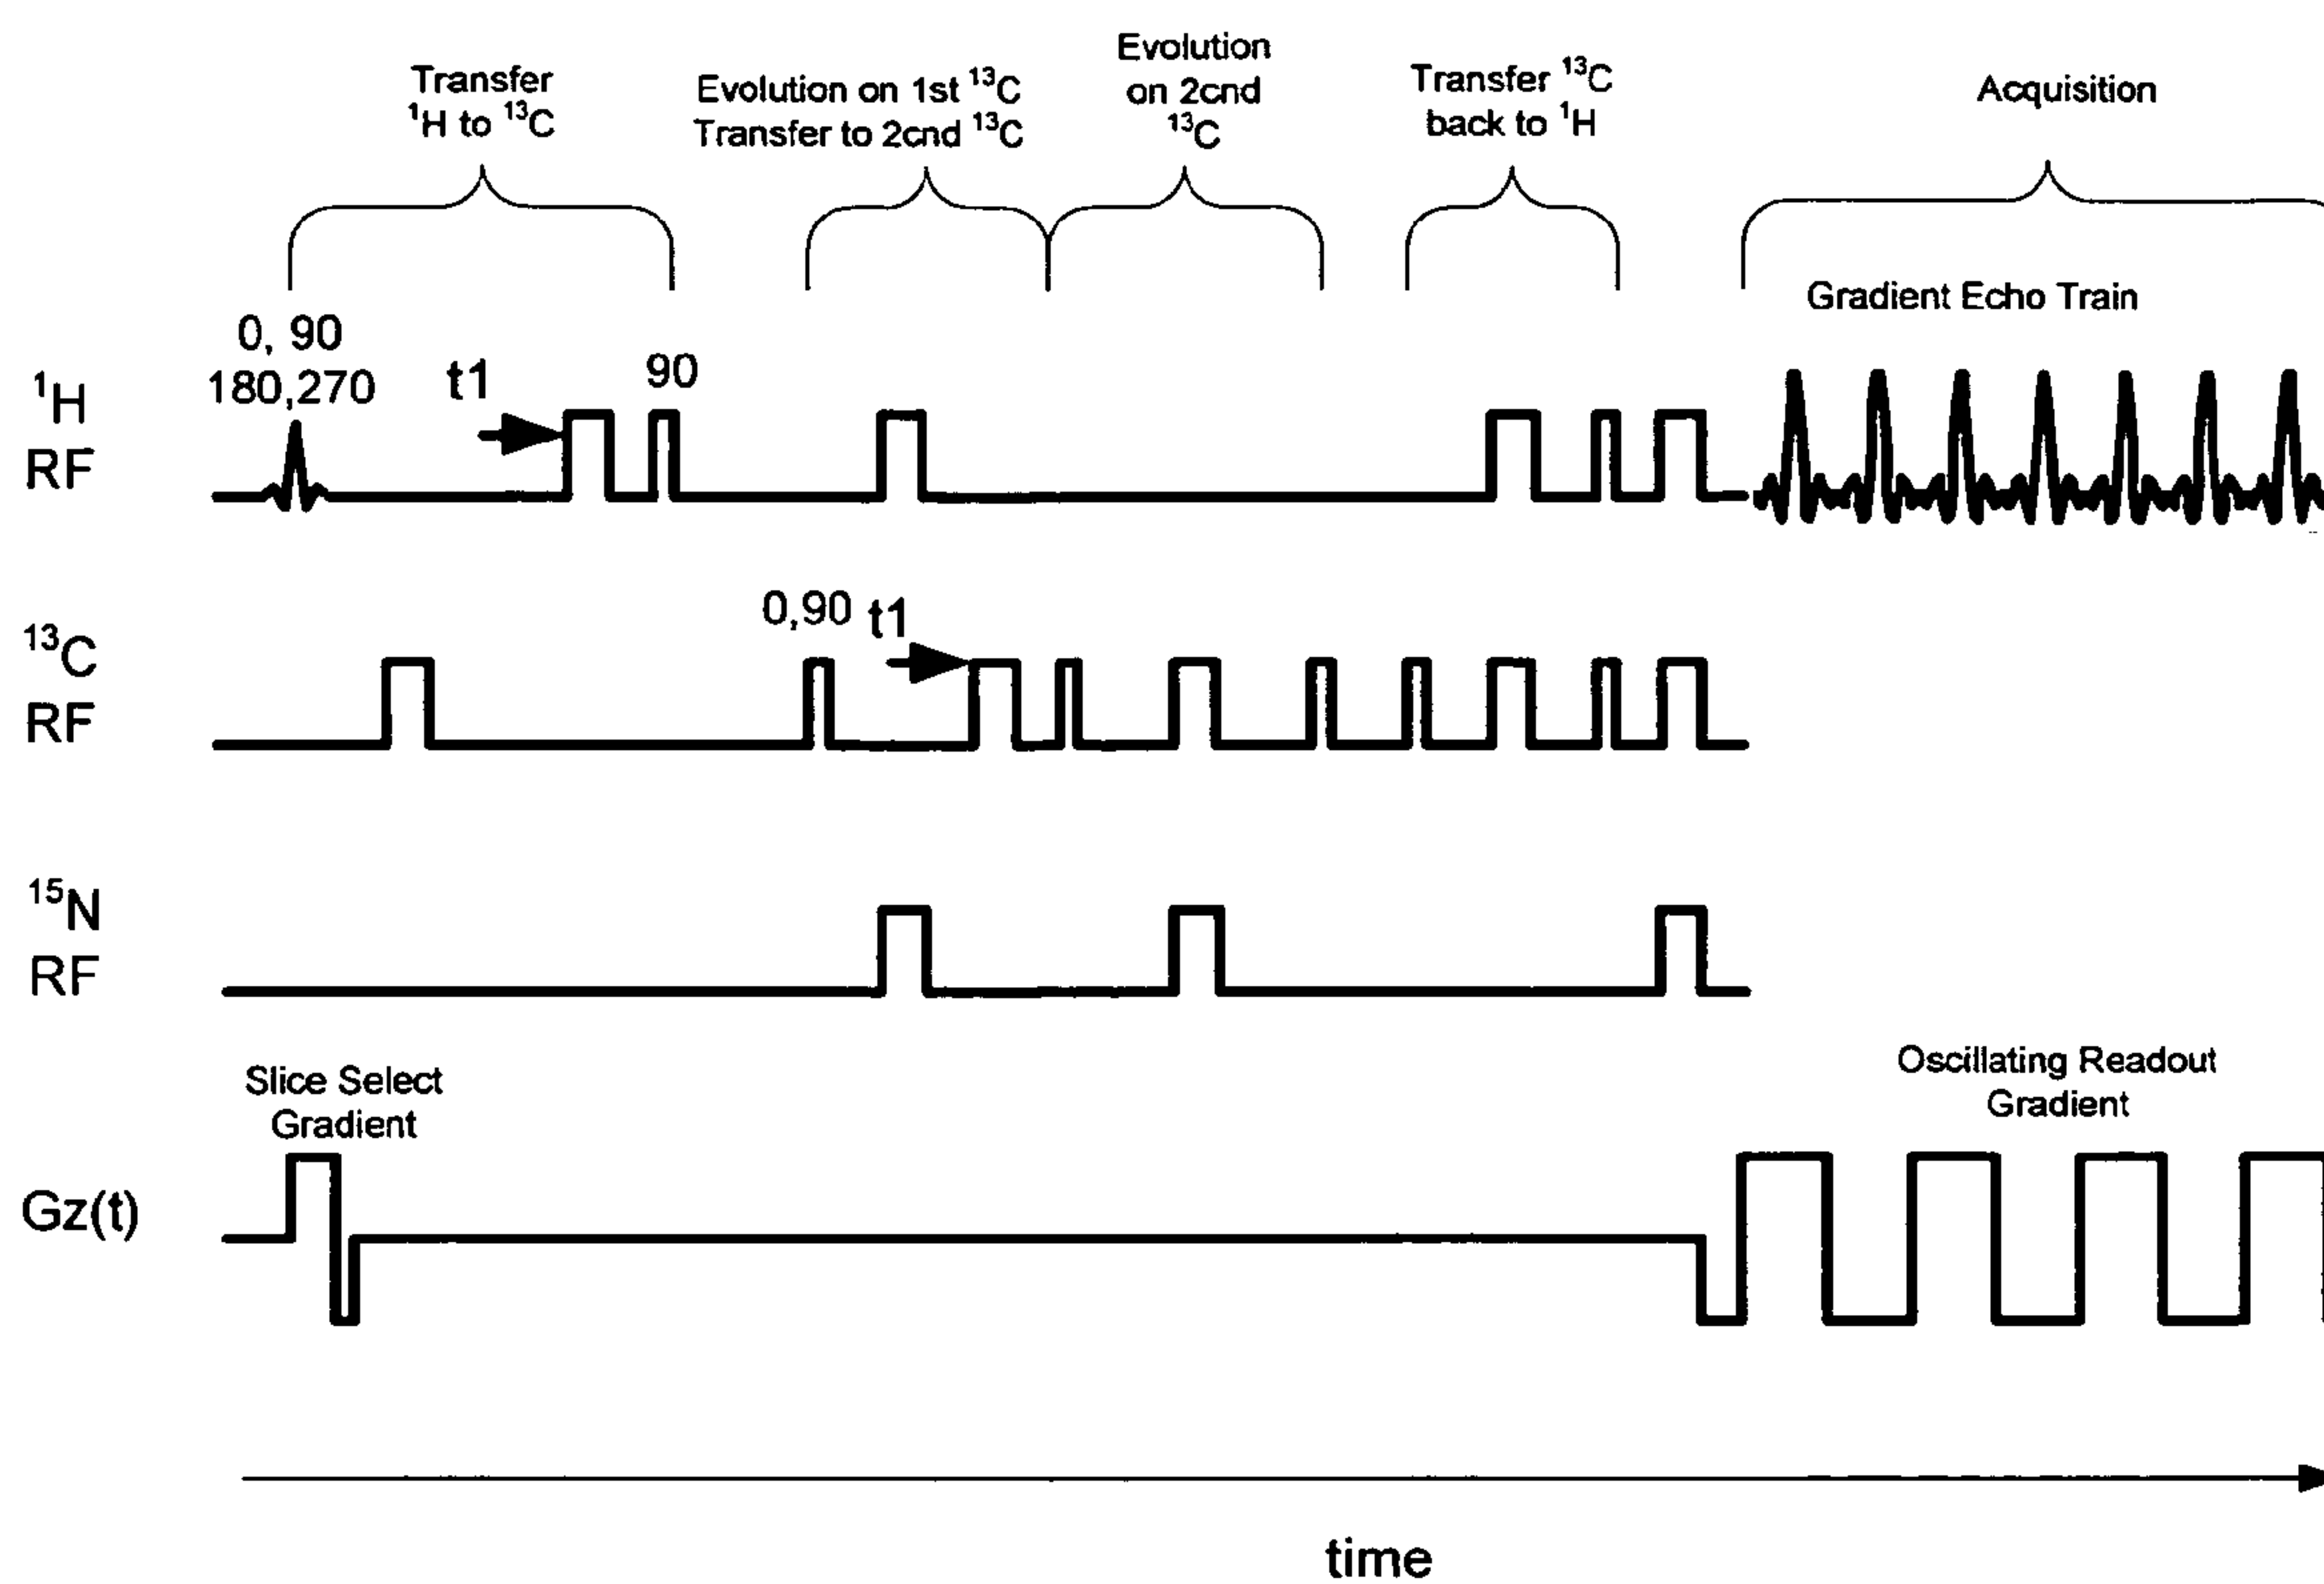 Transfer
¹H to ¹³C
Evolution on 1st ¹³C
Transfer to 2cnd ¹³C
Evolution
on 2cnd
¹³C
Transfer ¹³C
back to ¹H
Acquisition
Gradient Echo Train
0, 90
180,270
t1
90
¹H
RF
0,90 t1
¹³C
RF
¹⁵N
RF
Slice Select
Gradient
Oscillating Readout
Gradient
Gz(t)
time